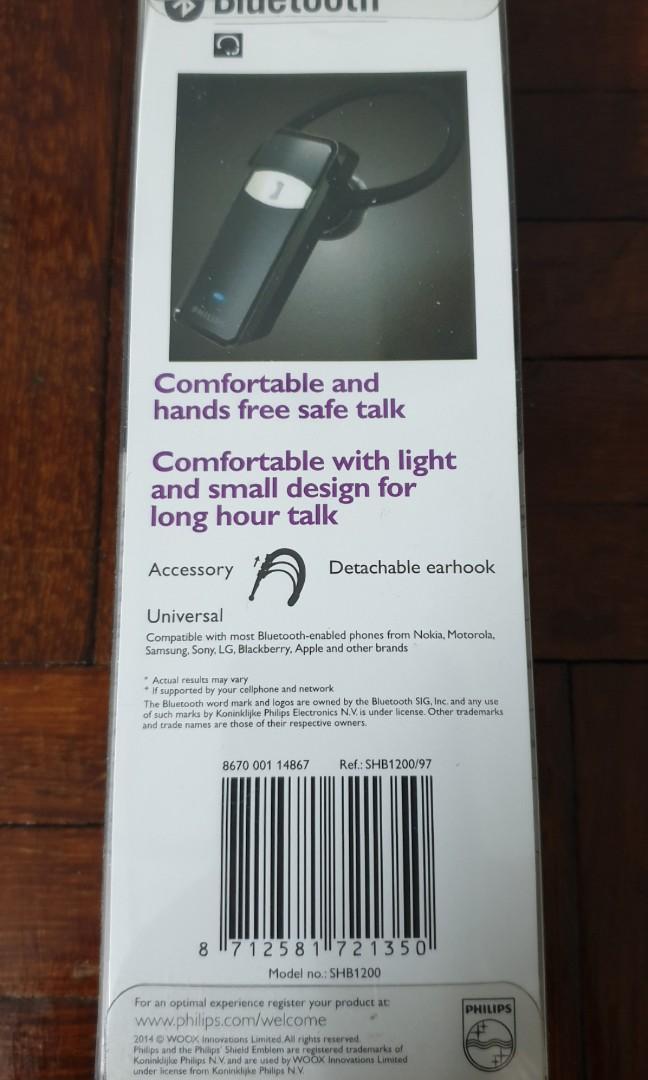 Bluetooth
PHILIPS
Comfortable and
hands free safe talk
Comfortable with light
and small design for
long hour talk
Accessory Detachable earhook
Universal
Compatible with most Bluetooth-enabled phones from Nokia, Motorola,
Samsung, Sony, LG, Blackberry, Apple and other brands
* Actual results may vary
* If supported by your cellphone and network
The Bluetooth word mark and logos are owned by the Bluetooth SIG, Inc. and any use
of such marks by Koninklijke Philips Electronics N.V. is under license. Other trademarks
and trade names are those of their respective owners.
8670 001 14867 Ref.: SHB1200/97
8 712581 721350
Model no.: SHB1200
For an optimal experience register your product at:
www.philips.com/welcome
PHILIPS
2014 © WOOX Innovations Limited. All rights reserved.
Philips and the Philips' Shield Emblem are registered trademarks of
Koninklijke Philips N.V. and are used by WOOX Innovations Limited
under license from Koninklijke Philips N.V.